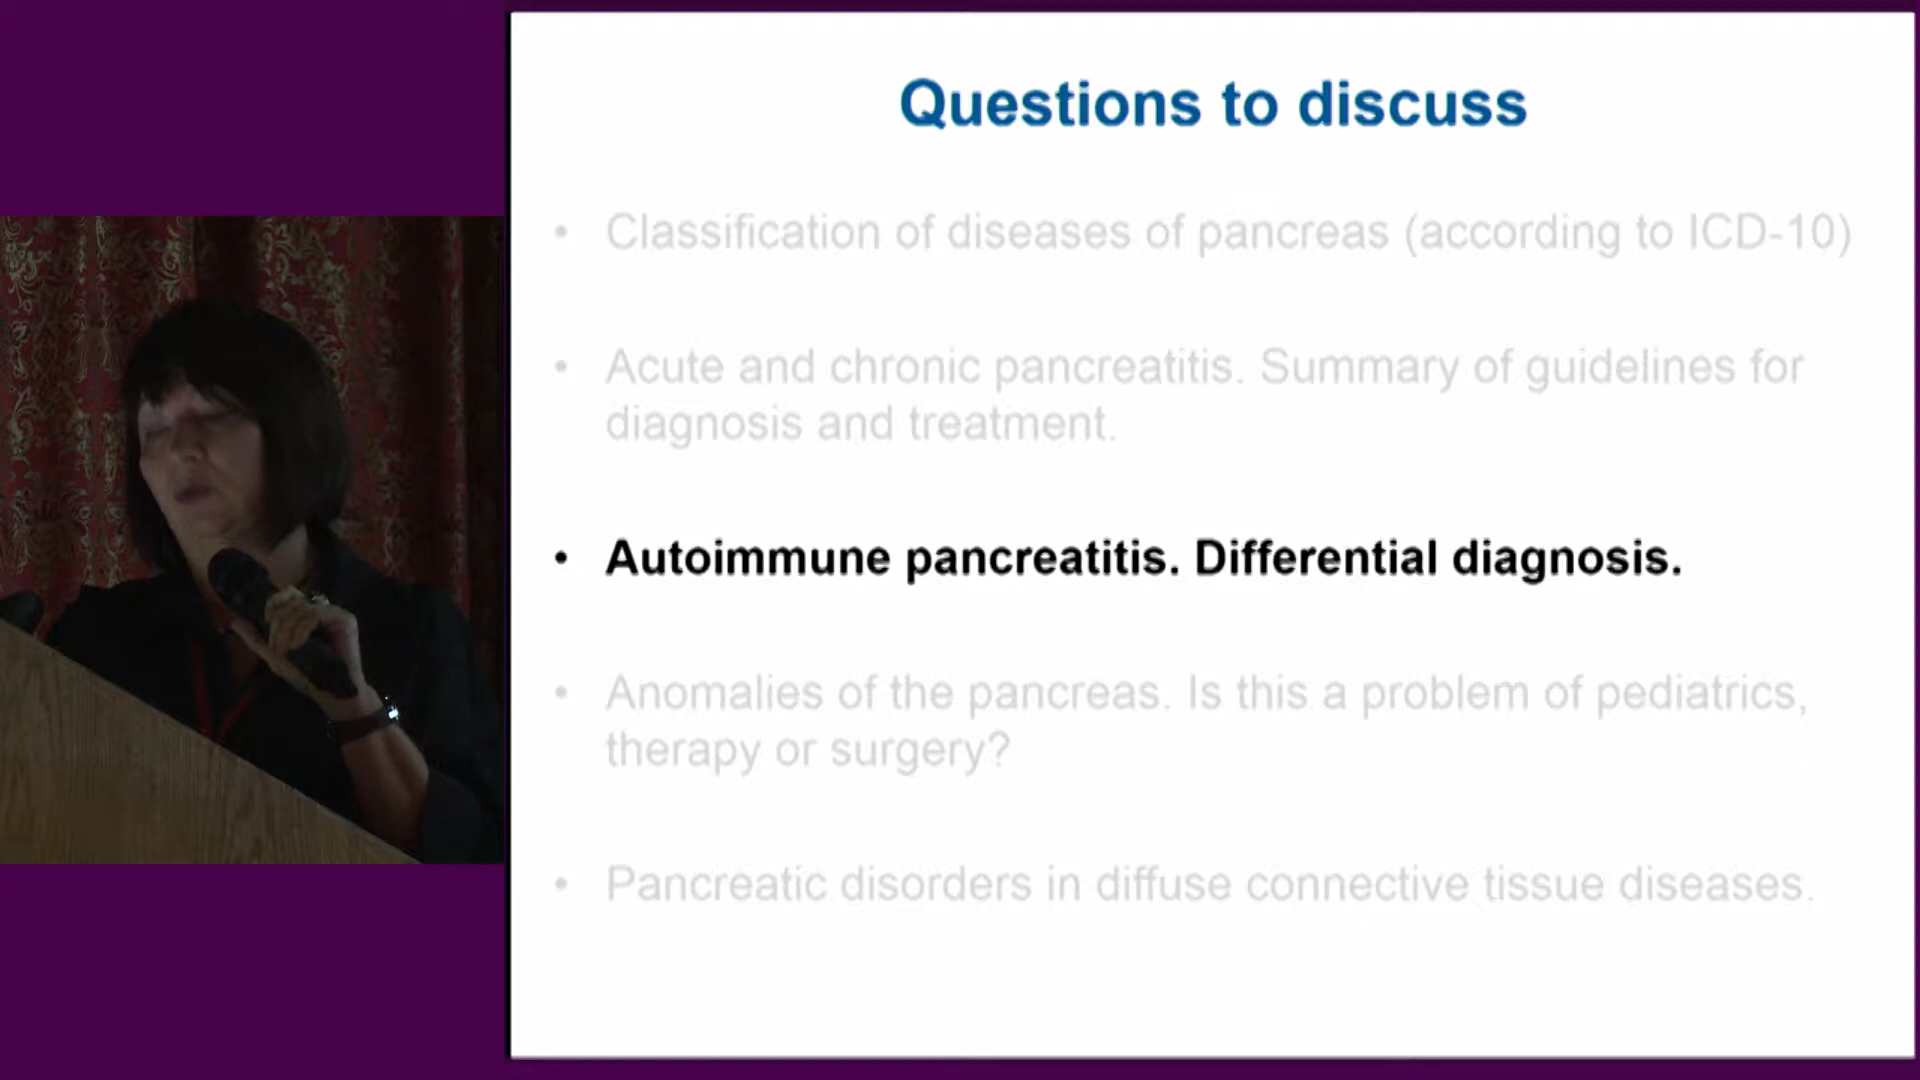 Questions to discuss
• Classification of diseases of pancreas (according to ICD-10)
• Acute and chronic pancreatitis. Summary of guidelines for
diagnosis and treatment.
• Autoimmune pancreatitis. Differential diagnosis.
• Anomalies of the pancreas. Is this a problem of pediatrics,
therapy or surgery?
• Pancreatic disorders in diffuse connective tissue diseases.